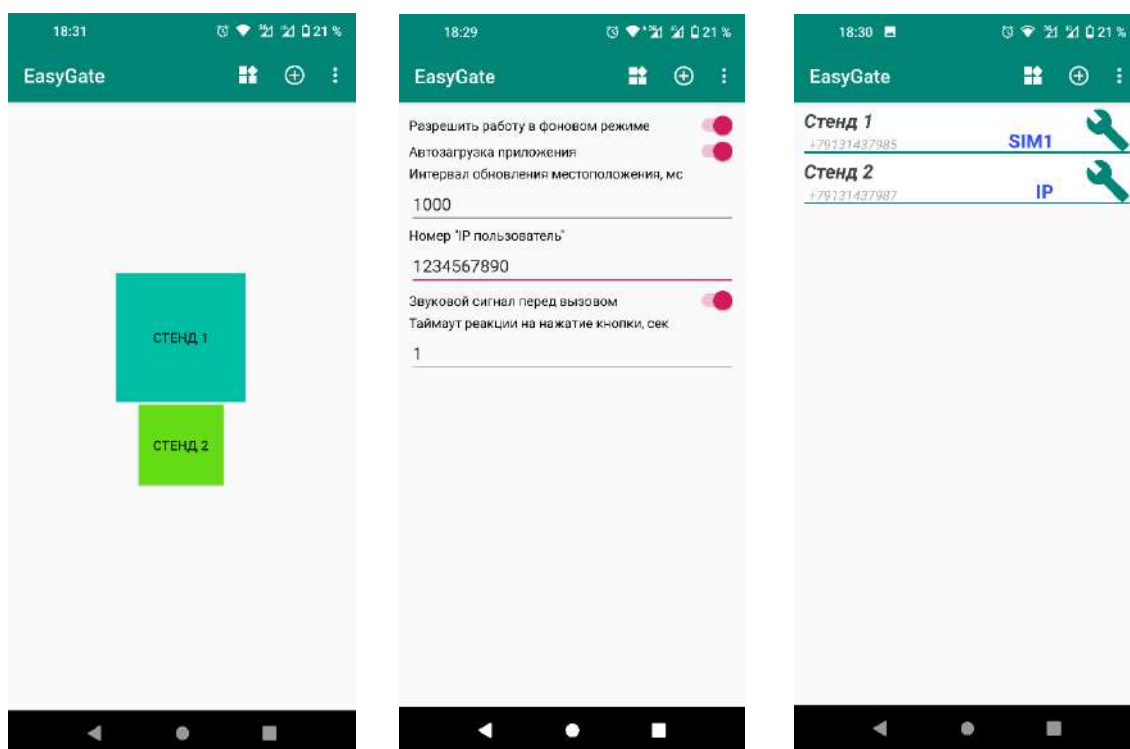 18:31
21 %
EasyGate
СТЕНД 1
СТЕНД 2
18:29
21 %
EasyGate
Разрешить работу в фоновом режиме
Автозагрузка приложения
Интервал обновления местоположения, мс
1000
Номер "IP пользователь"
1234567890
Звуковой сигнал перед вызовом
Таймаут реакции на нажатие кнопки, сек
1
18:30
21 %
EasyGate
Стенд 1
+79131437985 SIM1
Стенд 2
+79131437987 IP